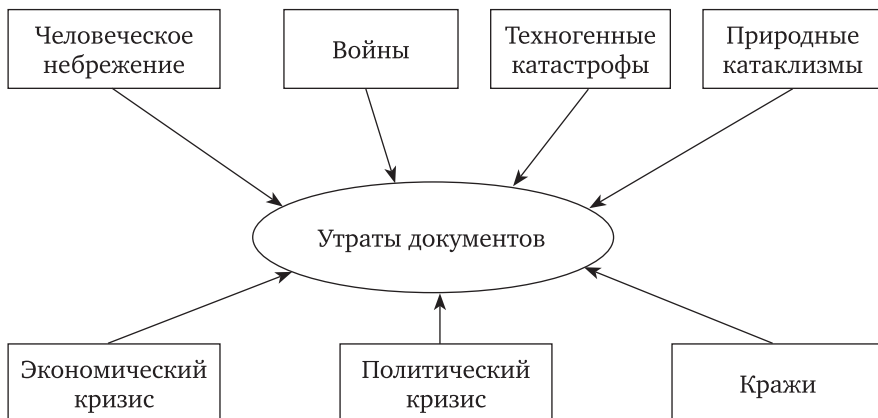 Человеческое
небрежение
Войны
Техногенные
катастрофы
Природные
катаклизмы
Утраты документов
Экономический
кризис
Политический
кризис
Кражи